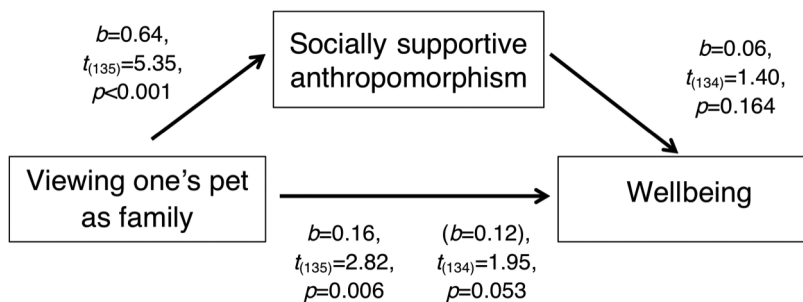 b=0.64,
t(135)=5.35,
p<0.001
Socially supportive
anthropomorphism
b=0.06,
t(134)=1.40,
p=0.164
Viewing one’s pet
as family
Wellbeing
b=0.16,
t(135)=2.82,
p=0.006
(b=0.12),
t(134)=1.95,
p=0.053